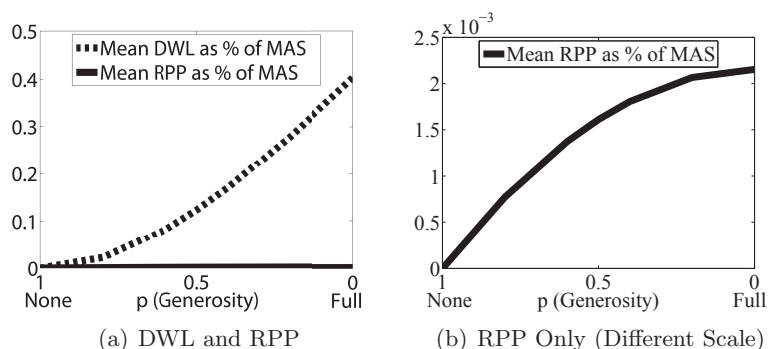 0.5
Mean DWL as % of MAS
Mean RPP as % of MAS
0.4
0.3
0.2
0.1
0
1
0.5
0
None
p (Generosity)
Full
(a) DWL and RPP
x 10⁻³
2.5
Mean RPP as % of MAS
2
1.5
1
0.5
0
1
0.5
0
None
p (Generosity)
Full
(b) RPP Only (Different Scale)